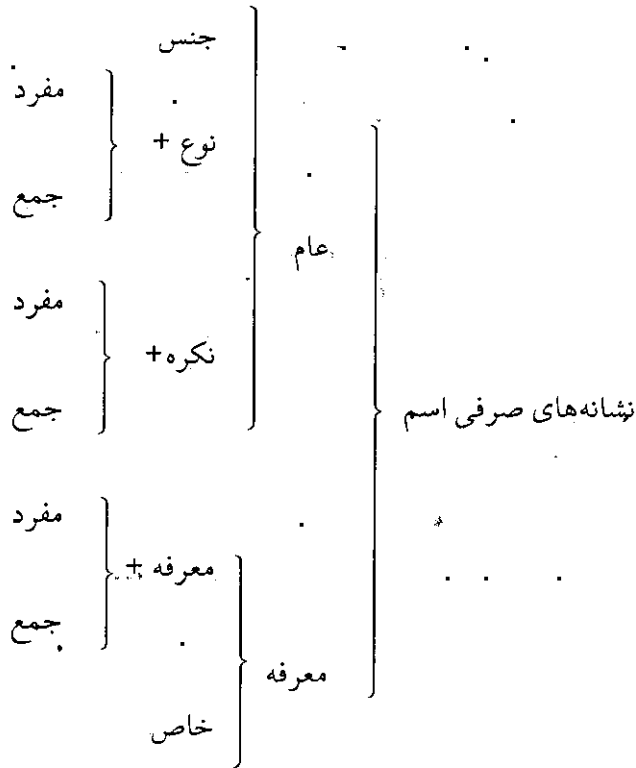 جنس
مفرد
نوع +
جمع
عام
مفرد
نکره+
جمع
نشانه‌های صرفی اسم
مفرد
معرفه +
جمع
معرفه
خاص